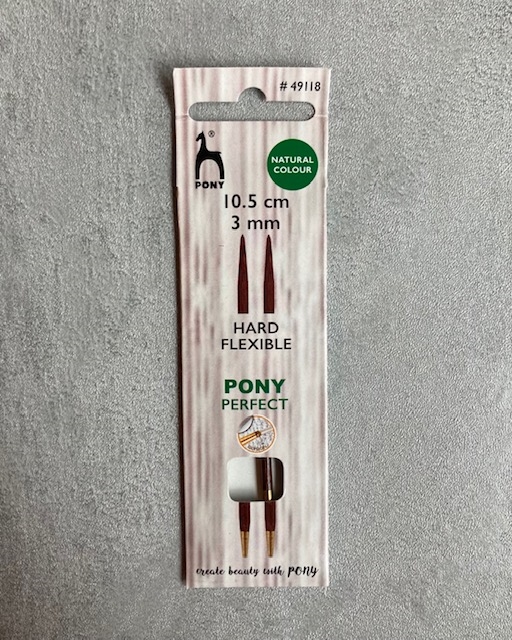 # 49118
®
PONY
NATURAL
COLOUR
10.5 cm
3 mm
HARD
FLEXIBLE
PONY
PERFECT
create beauty with PONY